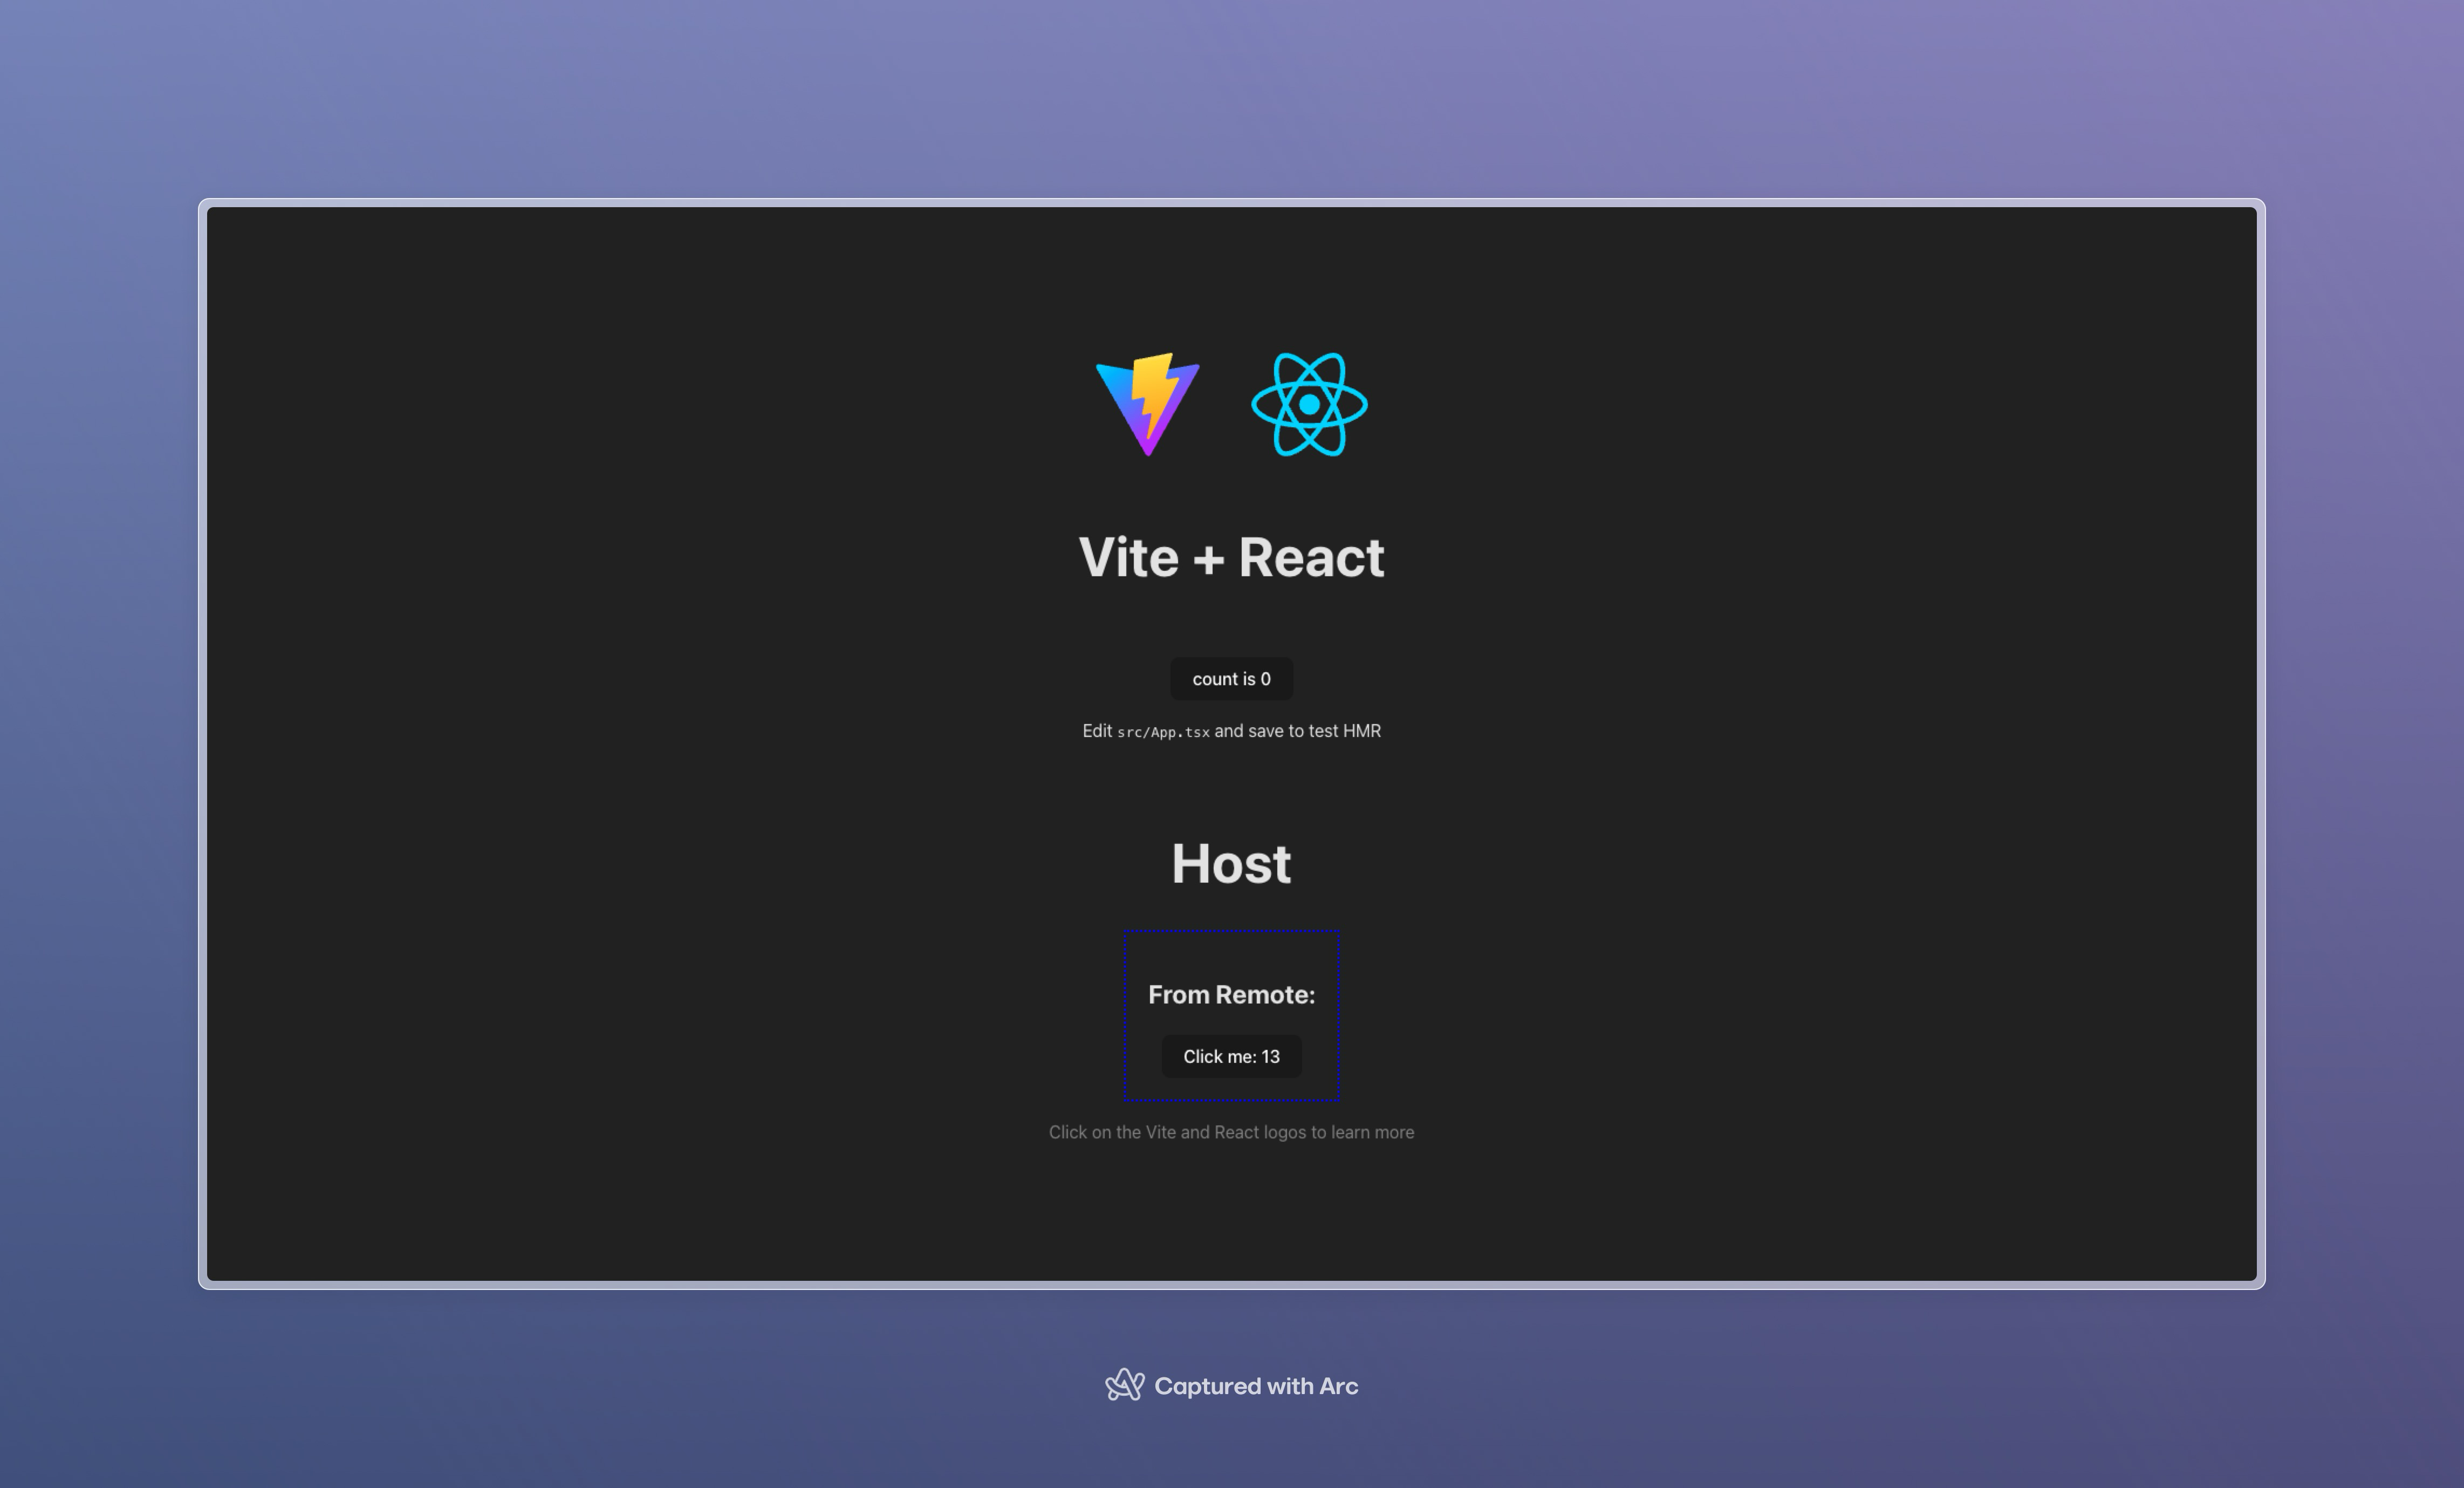 Vite + React
count is 0
Edit src/App.tsx and save to test HMR
Host
From Remote:
Click me: 13
Click on the Vite and React logos to learn more
Captured with Arc